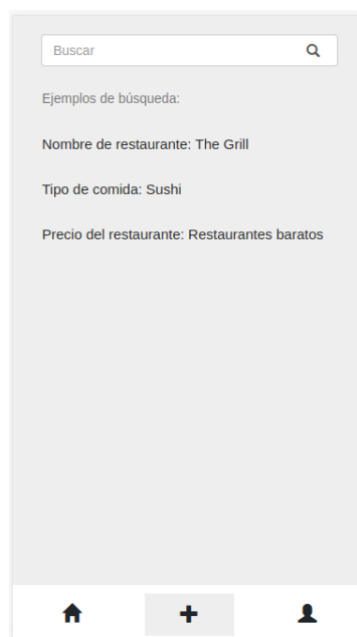 Buscar
Ejemplos de búsqueda:
Nombre de restaurante: The Grill
Tipo de comida: Sushi
Precio del restaurante: Restaurantes baratos